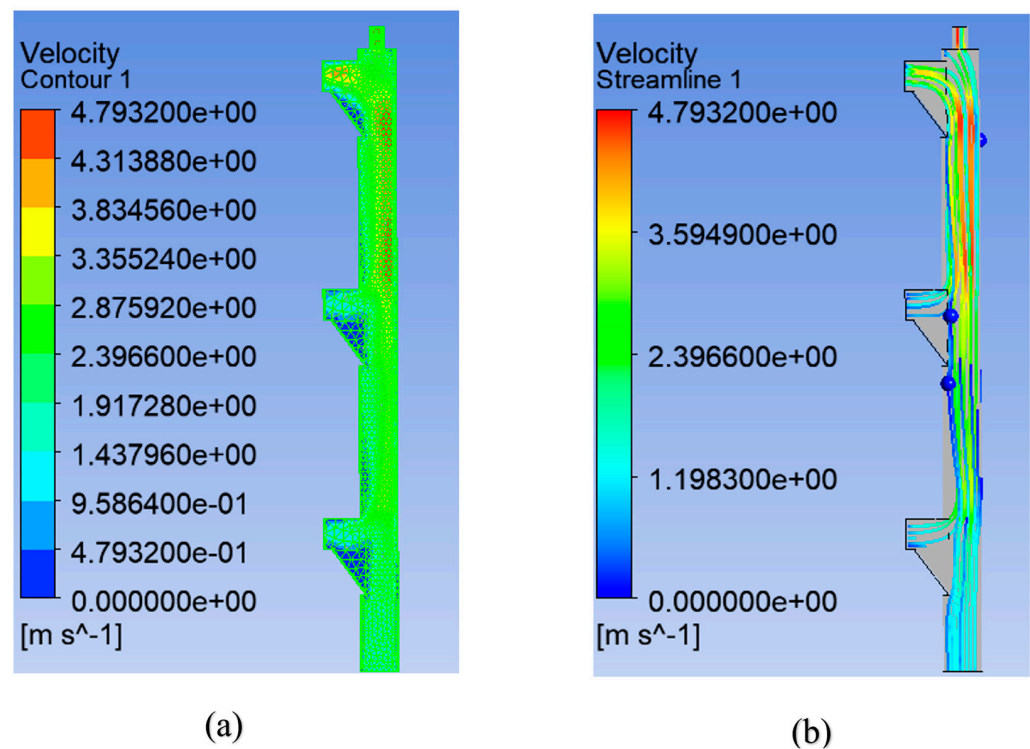 Velocity
Contour 1
4.793200e+00
4.313880e+00
3.834560e+00
3.355240e+00
2.875920e+00
2.396600e+00
1.917280e+00
1.437960e+00
9.586400e-01
4.793200e-01
0.000000e+00
[m s^-1]
(a)
Velocity
Streamline 1
4.793200e+00
3.594900e+00
2.396600e+00
1.198300e+00
0.000000e+00
[m s^-1]
(b)